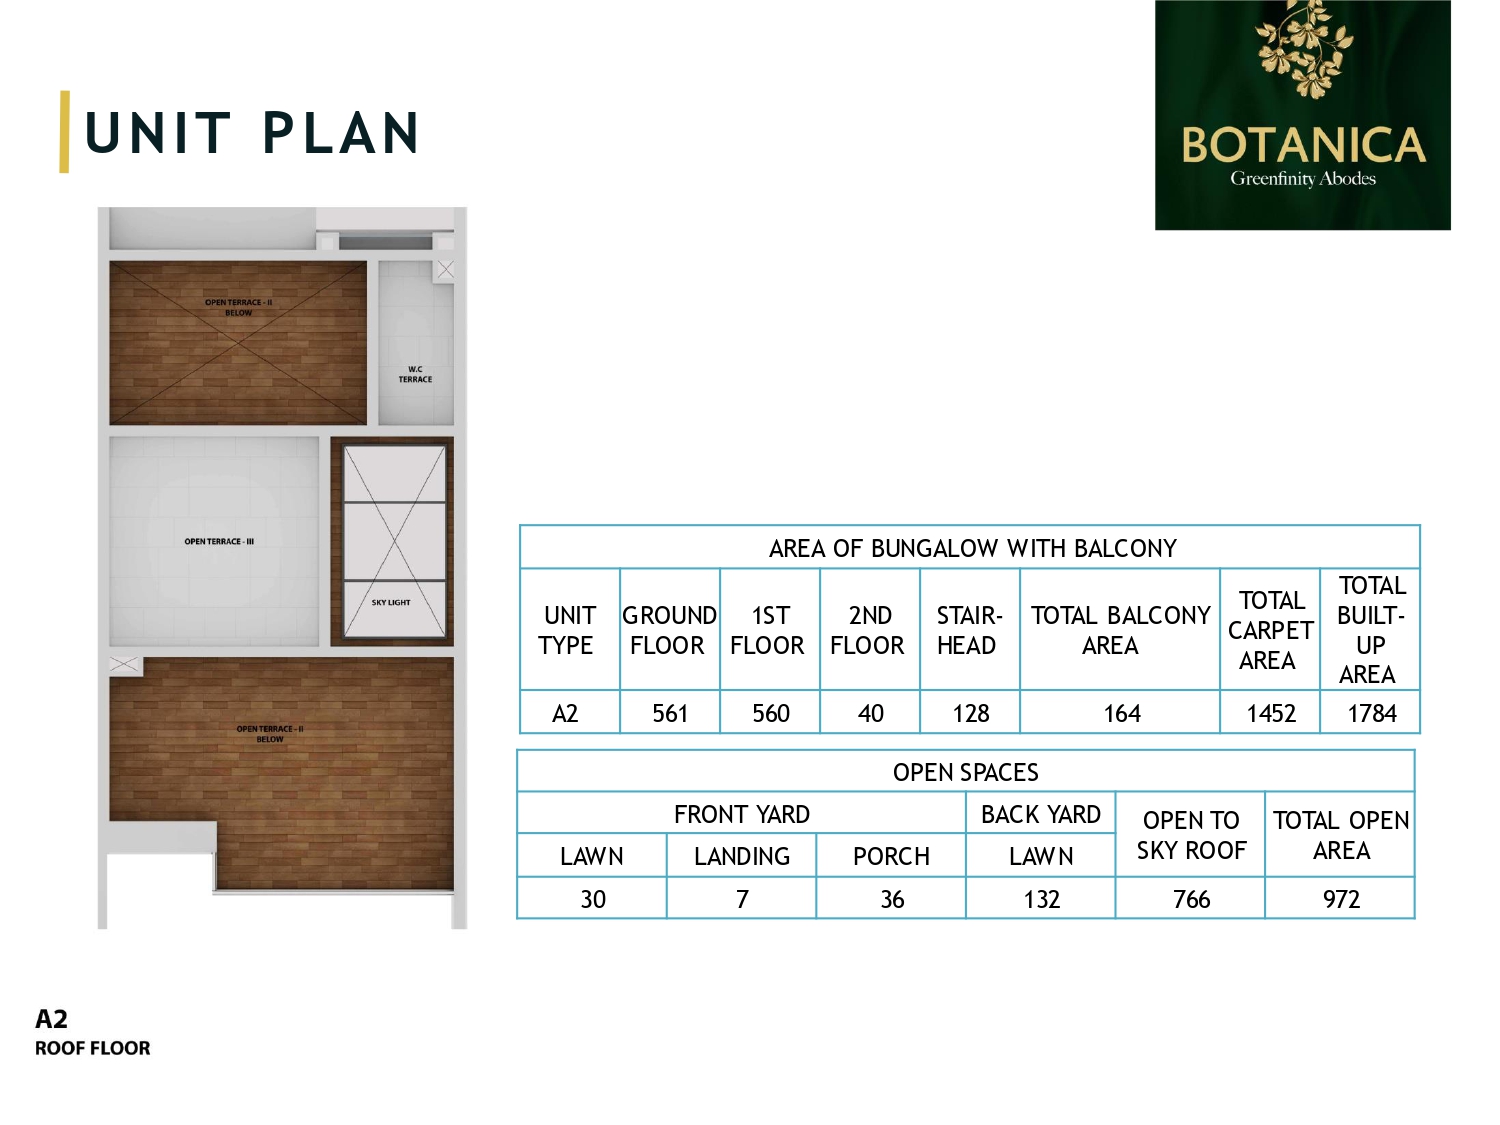 UNIT PLAN
BOTANICA
Greenfinity Abodes
OPEN TERRACE - II
BELOW
W.C
TERRACE
OPEN TERRACE - III
SKY LIGHT
OPEN TERRACE - II
BELOW
AREA OF BUNGALOW WITH BALCONY
UNIT TYPE GROUND FLOOR 1ST FLOOR 2ND FLOOR STAIR-HEAD TOTAL BALCONY AREA TOTAL CARPET AREA TOTAL BUILT-UP AREA
A2 561 560 40 128 164 1452 1784
OPEN SPACES
FRONT YARD BACK YARD OPEN TO SKY ROOF TOTAL OPEN AREA
LAWN LANDING PORCH LAWN
30 7 36 132 766 972
A2
ROOF FLOOR